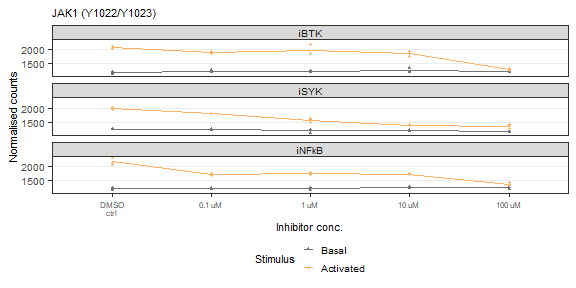 JAK1 (Y1022/Y1023)
iBTK
2000
1500
iSYK
2000
1500
iNFkB
2000
1500
Normalised counts
DMSO ctrl
0.1 uM
1 uM
10 uM
100 uM
Inhibitor conc.
Stimulus
Basal
Activated